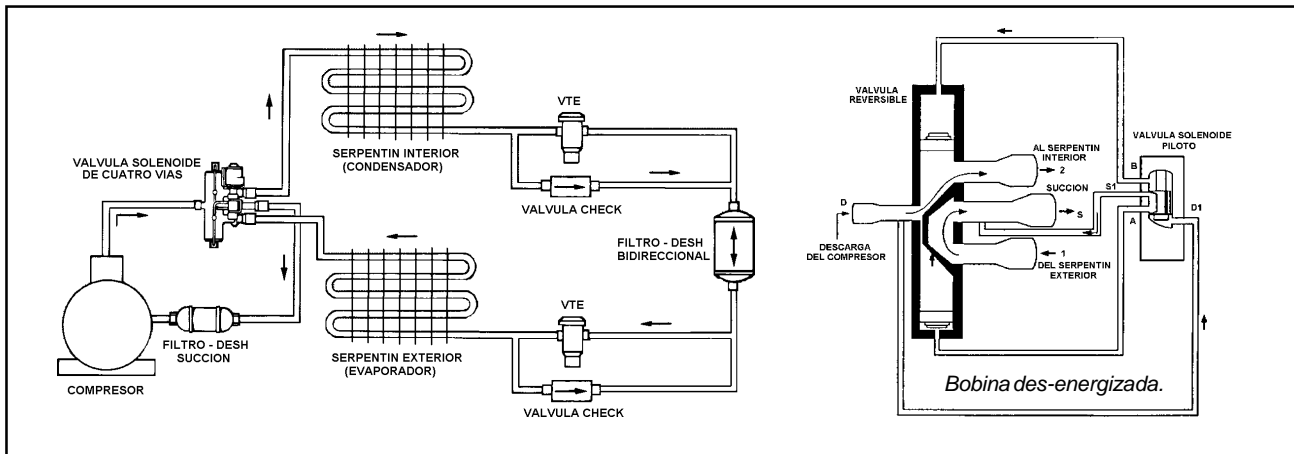 VALVULA SOLENOIDE
DE CUATRO VIAS
SERPENTIN INTERIOR
(CONDENSADOR)
VTE
VALVULA CHECK
FILTRO - DESH
BIDIRECCIONAL
SERPENTIN EXTERIOR
(EVAPORADOR)
VTE
VALVULA CHECK
FILTRO - DESH
SUCCION
COMPRESOR
VALVULA
REVERSIBLE
VALVULA SOLENOIDE
PILOTO
AL SERPENTIN
INTERIOR
2
SUCCION
S
B
S1
A
D1
D
DESCARGA
DEL COMPRESOR
1
DEL SERPENTIN
EXTERIOR
Bobina des-energizada.